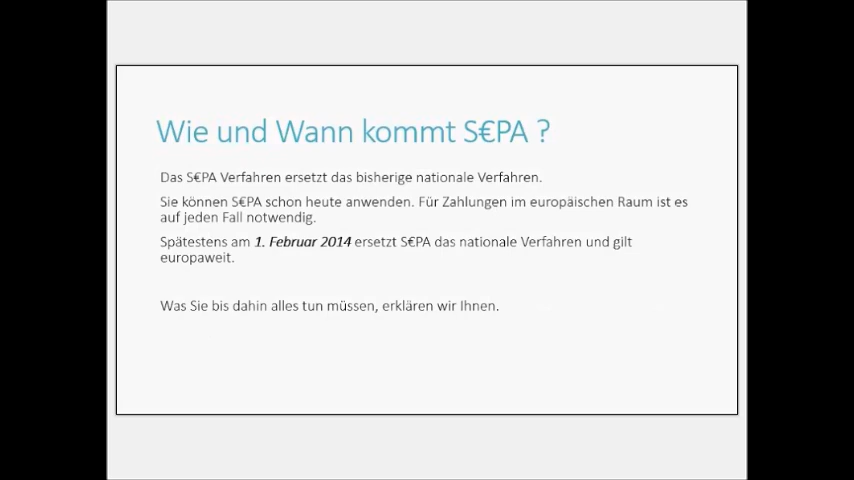 Wie und Wann kommt S€PA ?
Das S€PA Verfahren ersetzt das bisherige nationale Verfahren.
Sie können S€PA schon heute anwenden. Für Zahlungen im europäischen Raum ist es
auf jeden Fall notwendig.
Spätestens am 1. Februar 2014 ersetzt S€PA das nationale Verfahren und gilt
europaweit.
Was Sie bis dahin alles tun müssen, erklären wir Ihnen.